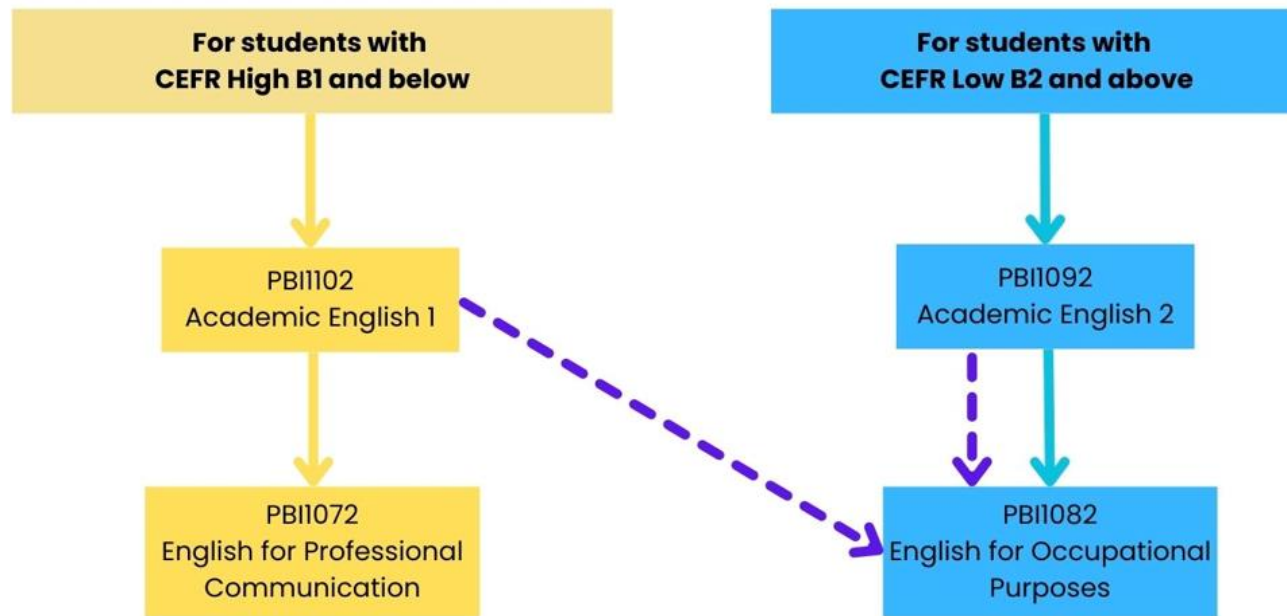 For students with
CEFR High B1 and below
For students with
CEFR Low B2 and above
PBI1102
Academic English 1
PBI1092
Academic English 2
PBI1072
English for Professional
Communication
PBI1082
English for Occupational
Purposes